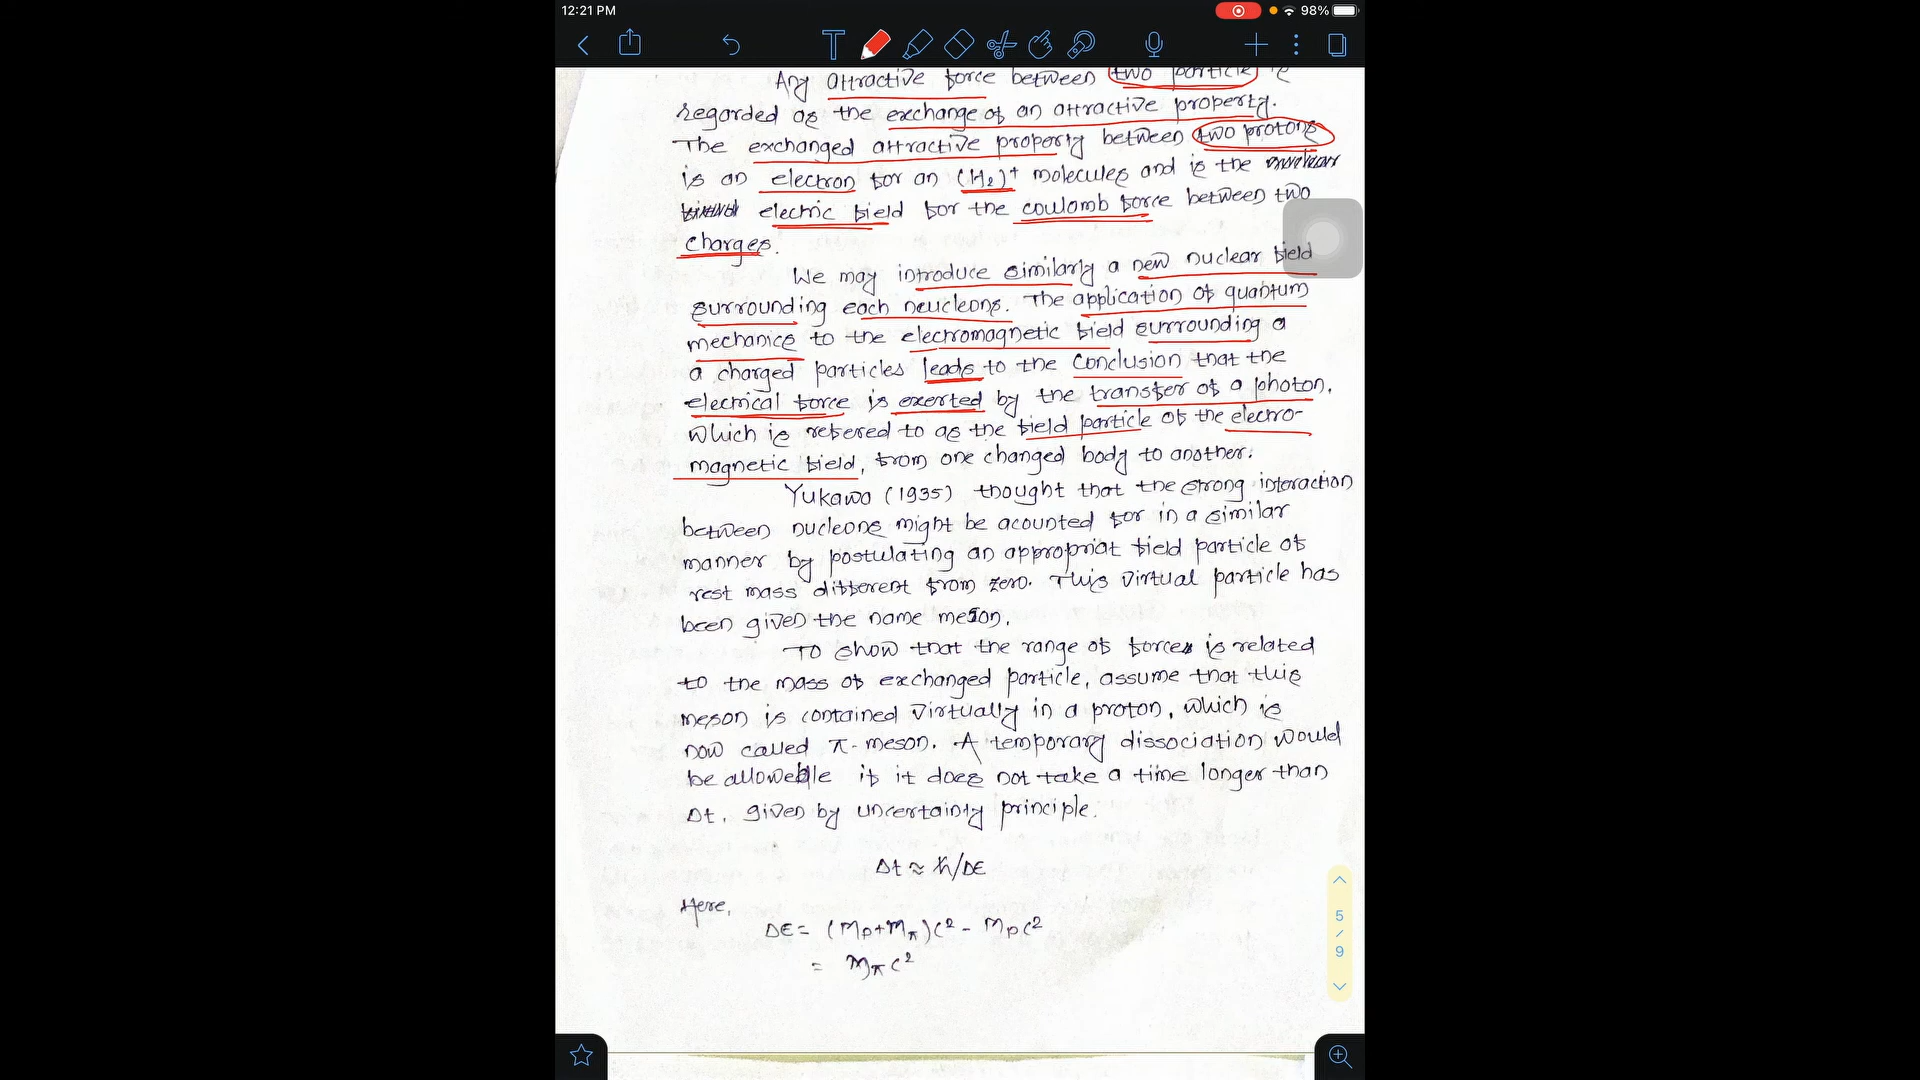 12:21 PM
98%
Any attractive force between two particle is
regarded as the exchange of an attractive property.
The exchanged attractive property between two protons
is an electron for an (H₂)⁺ molecules and is the
electric field for the coulomb force between two
charges.
We may introduce similarly a new nuclear field
surrounding each neucleons. The application of quantum
mechanics to the electromagnetic field surrounding a
a charged particles leads to the conclusion that the
electrical force is exerted by the transfer of a photon,
which is refered to as the field particle of the electro-
magnetic field, from one changed body to another.
Yukawa (1935) thought that the strong interaction
between nucleons might be acounted for in a similar
manner by postulating an appropriat field particle of
rest mass different from zero. This virtual particle has
been given the name meson.
To show that the range of forces is related
to the mass of exchanged particle, assume that this
meson is contained virtually in a proton, which is
now called π-meson. A temporary dissociation would
be allowable if it does not take a time longer than
Δt, given by uncertainty principle.
Δt ≈ ħ/ΔE
Here,
ΔE = (Mp+Mπ)c² - Mpc²
= Mπc²
5
/
9